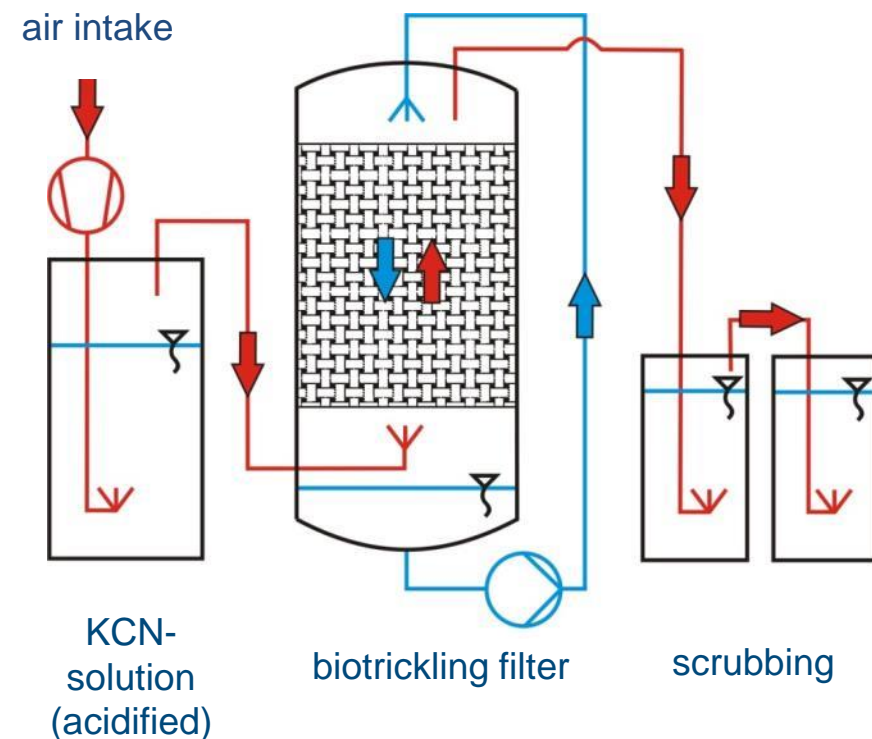 air intake
KCN-
solution
(acidified)
biotrickling filter
scrubbing